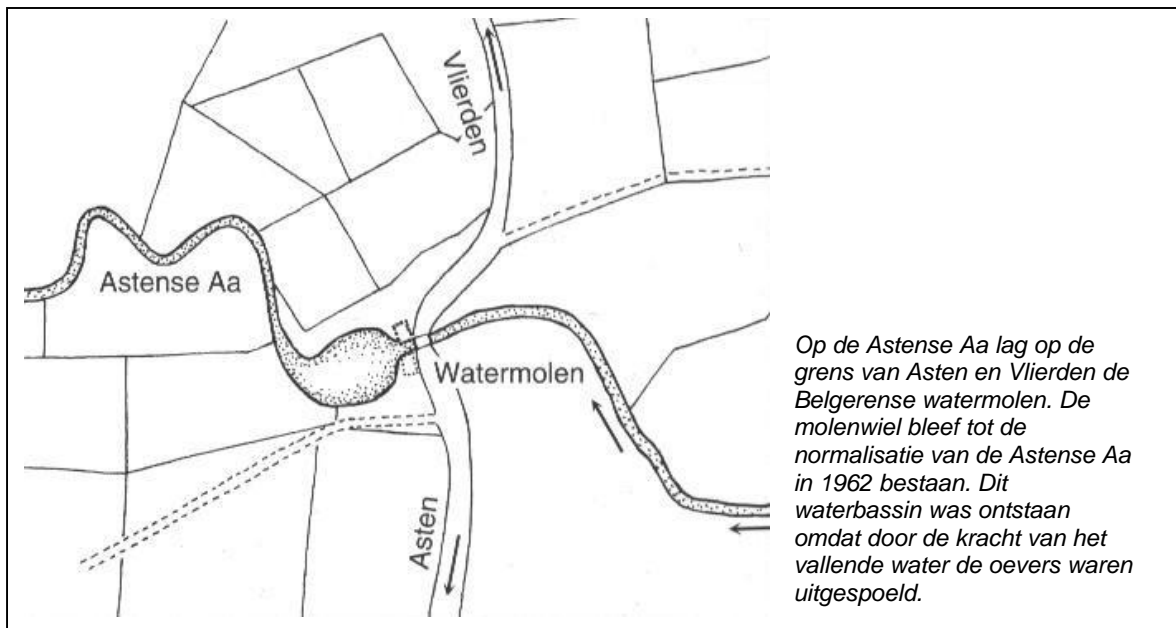 Vlierden
Astense Aa
Watermolen
Asten
Op de Astense Aa lag op de
grens van Asten en Vlierden de
Belgerense watermolen. De
molenwiel bleef tot de
normalisatie van de Astense Aa
in 1962 bestaan. Dit
waterbassin was ontstaan
omdat door de kracht van het
vallende water de oevers waren
uitgespoeld.